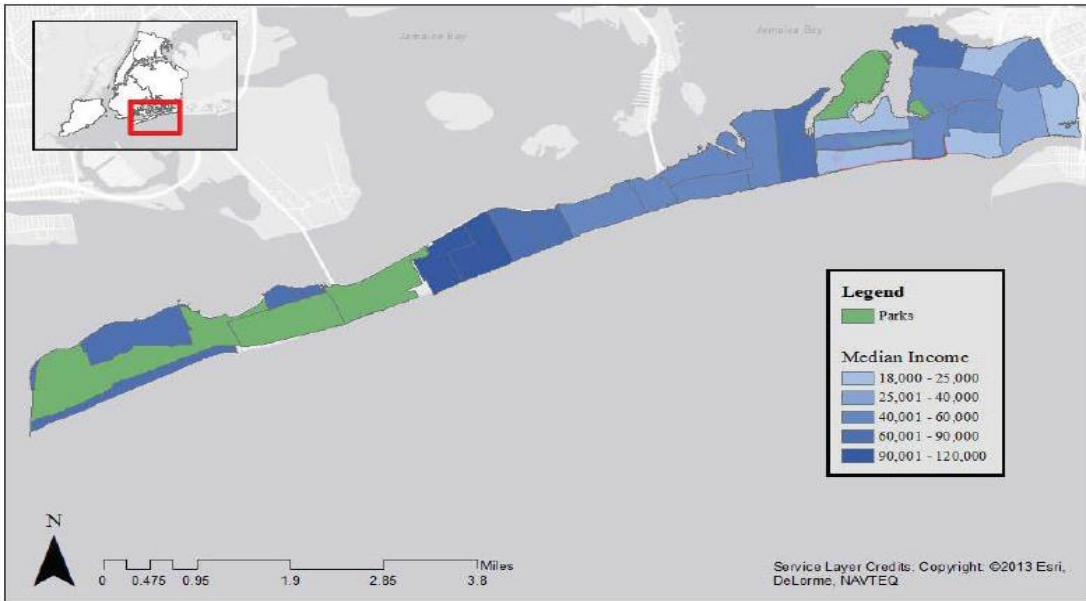 Jamaica Bay
Jamaica Bay
Legend
Parks
Median Income
18,000 - 25,000
25,001 - 40,000
40,001 - 60,000
60,001 - 90,000
90,001 - 120,000
N
Miles
0 0.475 0.95 1.9 2.85 3.8
Service Layer Credits: Copyright: ©2013 Esri,
DeLorme, NAVTEQ